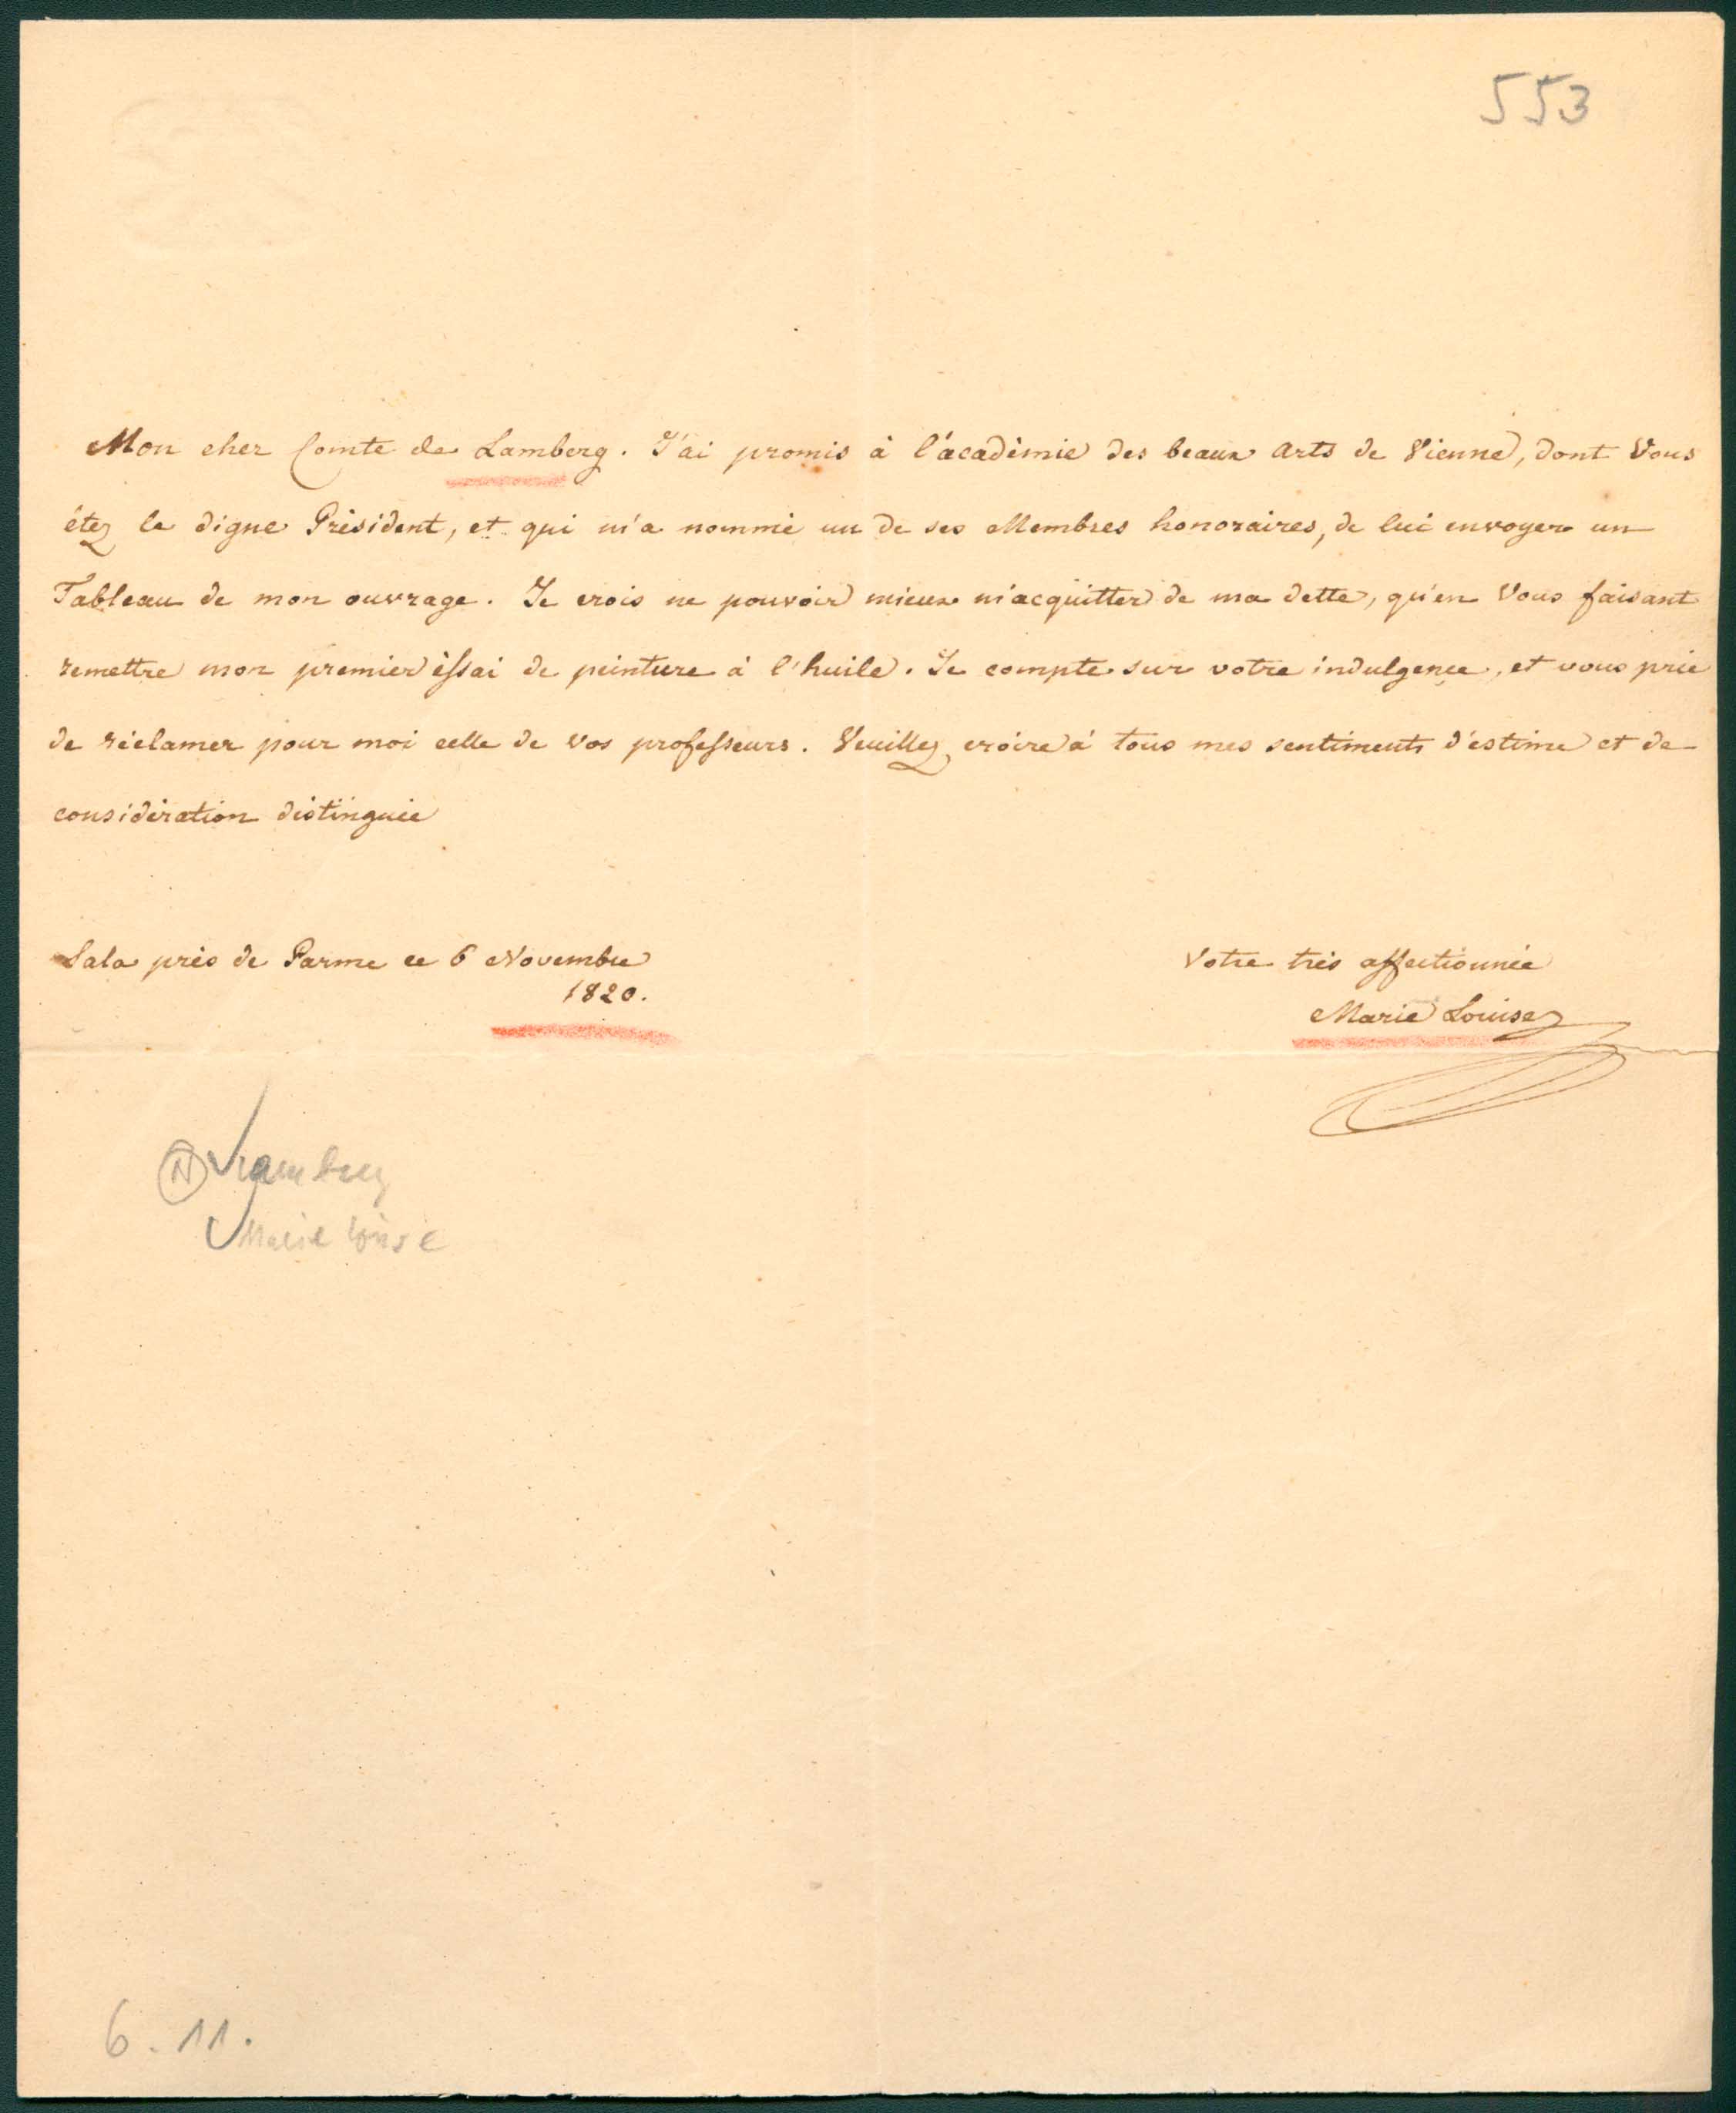 553
Mon cher Comte de Lamberg. J'ai promis à l'académie des beaux Arts de Vienne, dont Vous
étez le digne Président, et qui m'a nommé un de ses Membres honoraires, de lui envoyer un
Tableau de mon ouvrage. Je crois ne pouvoir mieux m'acquitter de ma dette, qu'en Vous faisant
remettre mon premier éssai de peinture à l'huile. Je compte sur votre indulgence, et vous prie
de réclamer pour moi celle de vos professeurs. Veuillez croire à tous mes sentiments d'estime et de
considération distinguée
Sala près de Parme ce 6 Novembre
1820.
Votre très affectionnée
Marie Louise
N Lamberg
Marie Louise
6. 11.